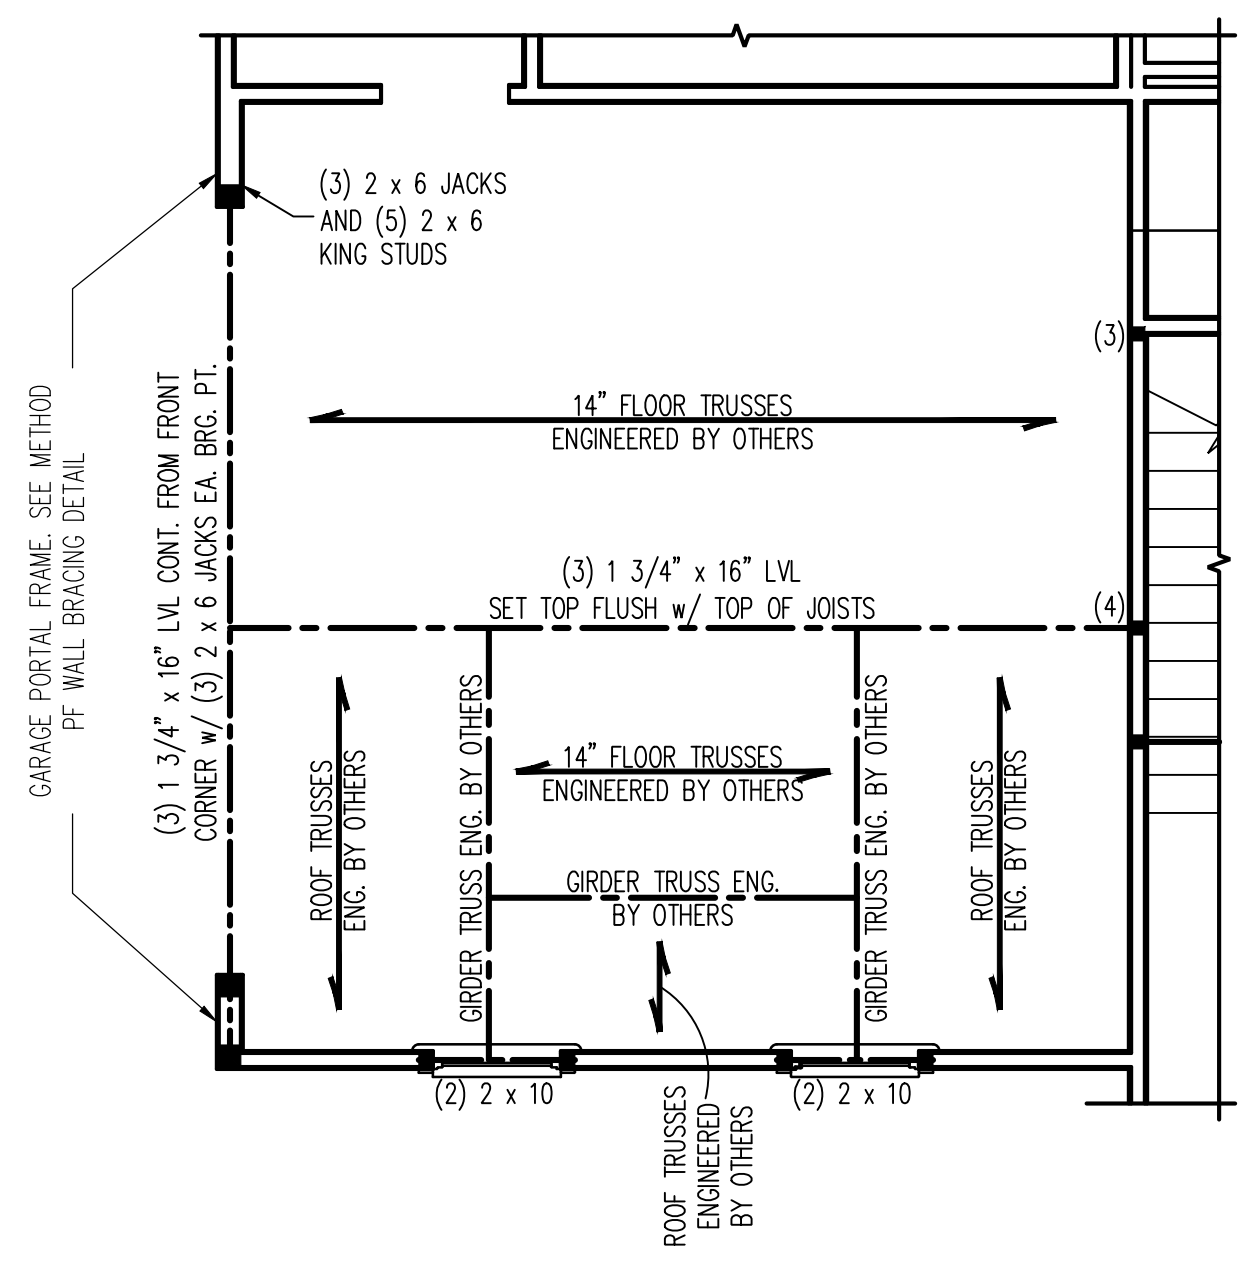 (3) 2 x 6 JACKS
AND (5) 2 x 6
KING STUDS
(3)
GARAGE PORTAL FRAME. SEE METHOD
PF WALL BRACING DETAIL
(3) 1 3/4" x 16" LVL CONT. FROM FRONT
CORNER w/ (3) 2 x 6 JACKS EA. BRG. PT.
14" FLOOR TRUSSES
ENGINEERED BY OTHERS
(3) 1 3/4" x 16" LVL
SET TOP FLUSH w/ TOP OF JOISTS
(4)
ROOF TRUSSES
ENG. BY OTHERS
GIRDER TRUSS ENG. BY OTHERS
14" FLOOR TRUSSES
ENGINEERED BY OTHERS
GIRDER TRUSS ENG. BY OTHERS
ROOF TRUSSES
ENG. BY OTHERS
GIRDER TRUSS ENG.
BY OTHERS
(2) 2 x 10
(2) 2 x 10
ROOF TRUSSES
ENGINEERED
BY OTHERS